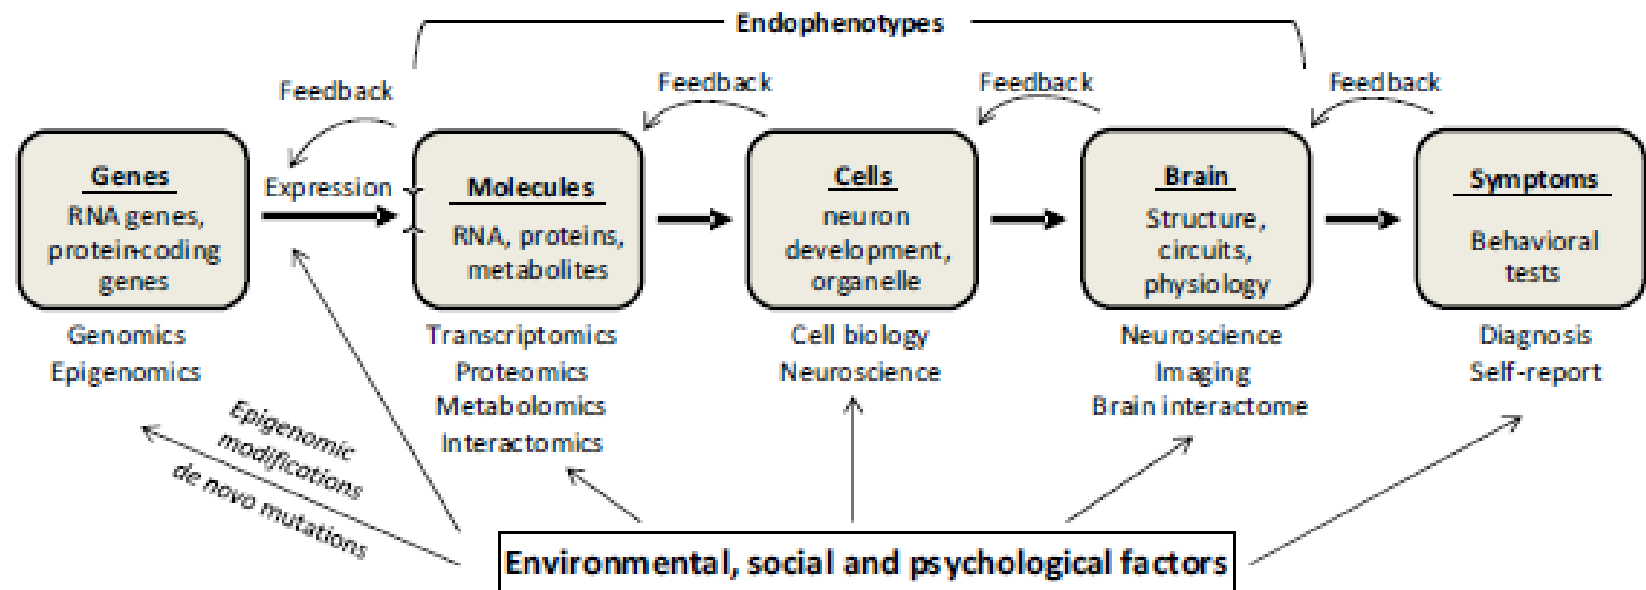 Endophenotypes
Feedback
Feedback
Feedback
Feedback
Genes
RNA genes,
protein-coding
genes
Expression
Molecules
RNA, proteins,
metabolites
Cells
neuron
development,
organelle
Brain
Structure,
circuits,
physiology
Symptoms
Behavioral
tests
Genomics
Epigenomics
Transcriptomics
Proteomics
Metabolomics
Interactomics
Cell biology
Neuroscience
Neuroscience
Imaging
Brain interactome
Diagnosis
Self-report
Epigenomic
modifications
de novo mutations
Environmental, social and psychological factors